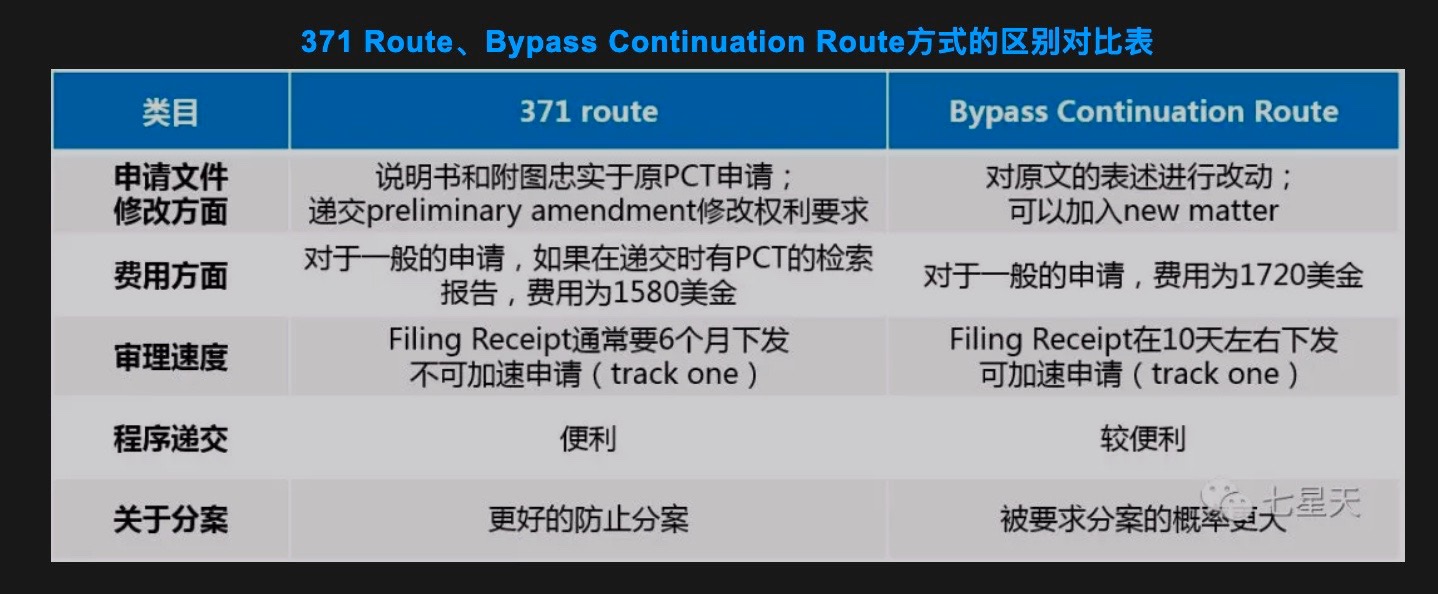 371 Route、Bypass Continuation Route方式的区别对比表
类目
371 route
Bypass Continuation Route
申请文件
修改方面
说明书和附图忠实于原PCT申请；
递交preliminary amendment修改权利要求
对原文的表述进行改动；
可以加入new matter
费用方面
对于一般的申请，如果在递交时有PCT的检索
报告，费用为1580美金
对于一般的申请，费用为1720美金
审理速度
Filing Receipt通常要6个月下发
不可加速申请（track one）
Filing Receipt在10天左右下发
可加速申请（track one）
程序递交
便利
较便利
关于分案
更好的防止分案
被要求分案的概率更大
七星天